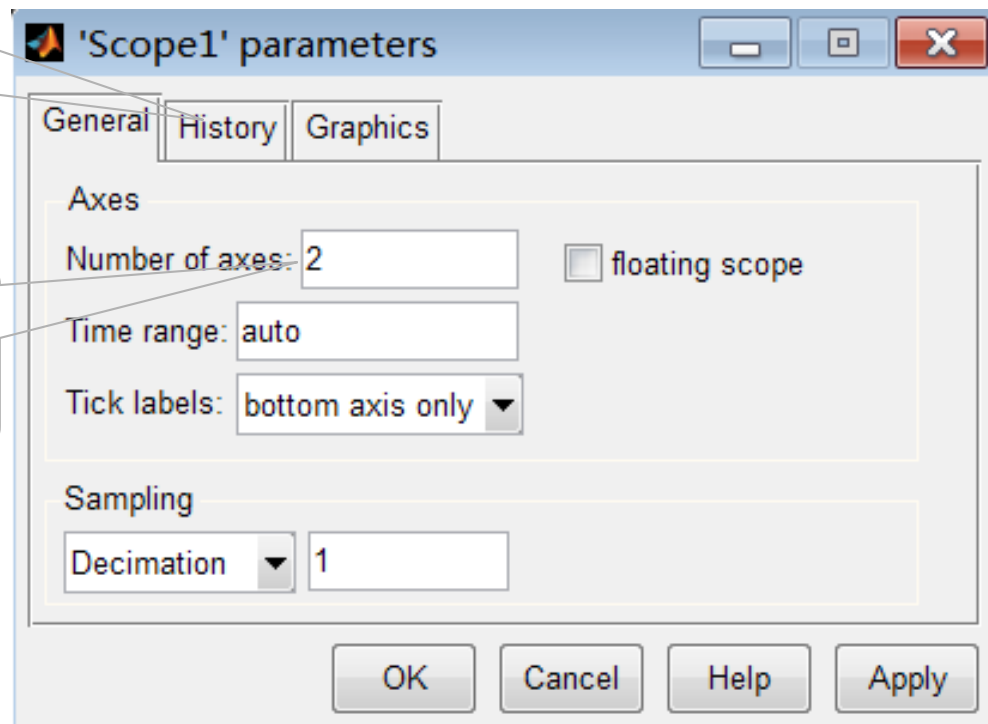 'Scope1' parameters
General History Graphics
Axes
Number of axes: 2
floating scope
Time range: auto
Tick labels: bottom axis only
Sampling
Decimation 1
OK Cancel Help Apply